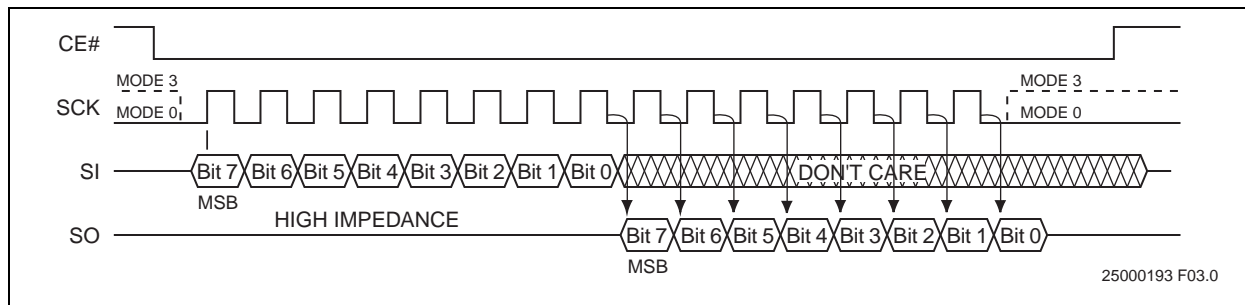 CE#
MODE 3
MODE 3
SCK
MODE 0
MODE 0
SI
Bit 7 Bit 6 Bit 5 Bit 4 Bit 3 Bit 2 Bit 1 Bit 0
DON'T CARE
MSB
HIGH IMPEDANCE
SO
Bit 7 Bit 6 Bit 5 Bit 4 Bit 3 Bit 2 Bit 1 Bit 0
MSB
25000193 F03.0